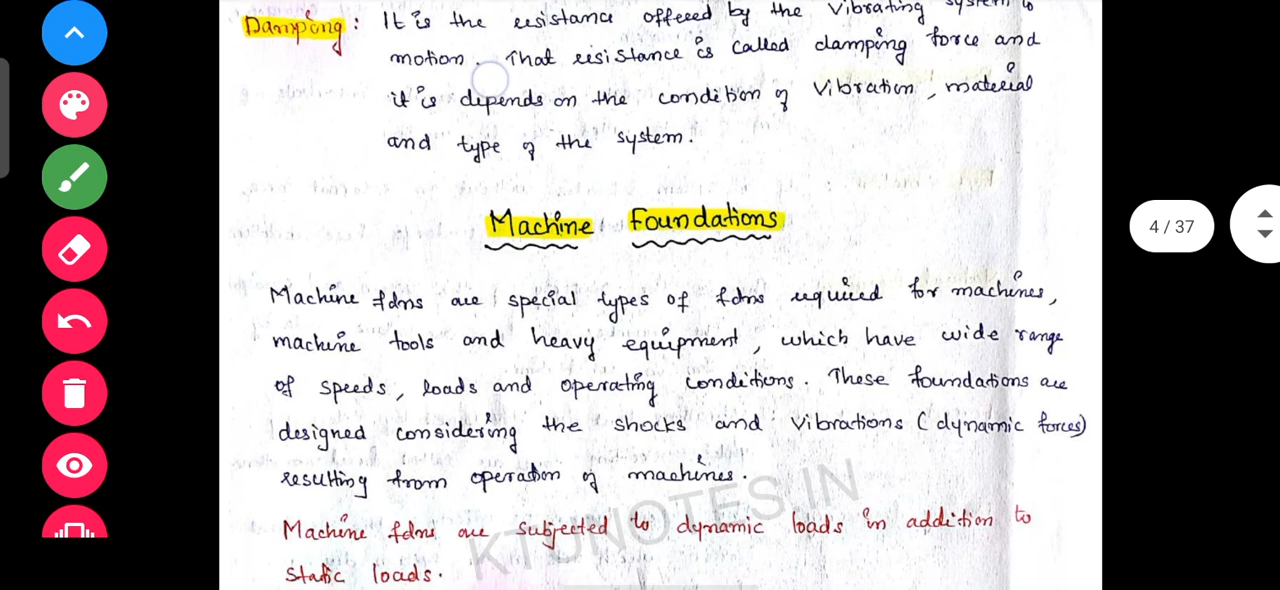 Damping: It is the resistance offered by the vibrating system to
motion. That resistance is called damping force and
it is depends on the condition of vibration, material
and type of the system.
Machine Foundations
Machine fdns are special types of fdns required for machines,
machine tools and heavy equipment, which have wide range
of speeds, loads and operating conditions. These foundations are
designed considering the shocks and vibrations (dynamic forces)
resulting from operation of machines.
Machine fdns are subjected to dynamic loads in addition to
static loads.
KTUNOTES.IN
4 / 37